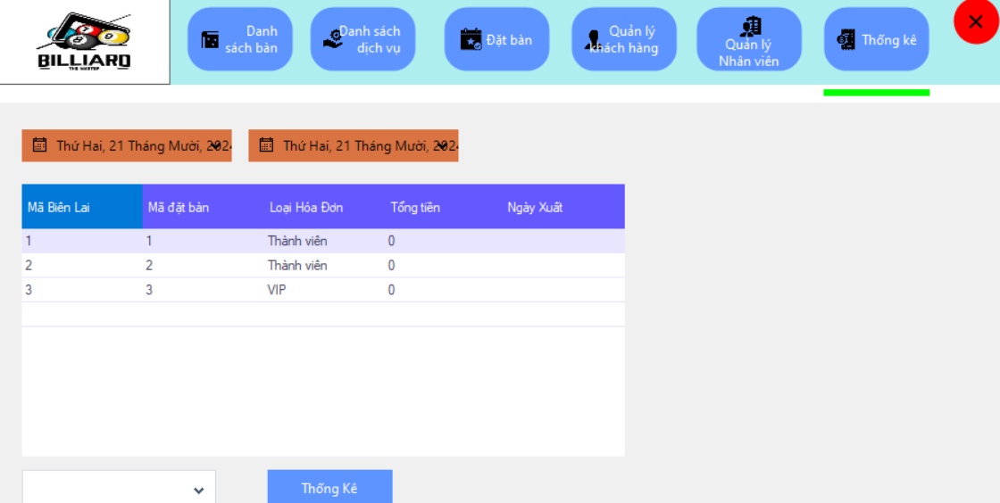 BILLIARD
THE MASTER
Danh
sách bàn
Danh sách
dịch vụ
Đặt bàn
Quản lý
khách hàng
Quản lý
Nhân viên
Thống kê
Thứ Hai, 21 Tháng Mười, 2024
Thứ Hai, 21 Tháng Mười, 2024
Mã Biên Lai Mã đặt bàn Loại Hóa Đơn Tổng tiền Ngày Xuất
1 1 Thành viên 0
2 2 Thành viên 0
3 3 VIP 0
Thống Kê